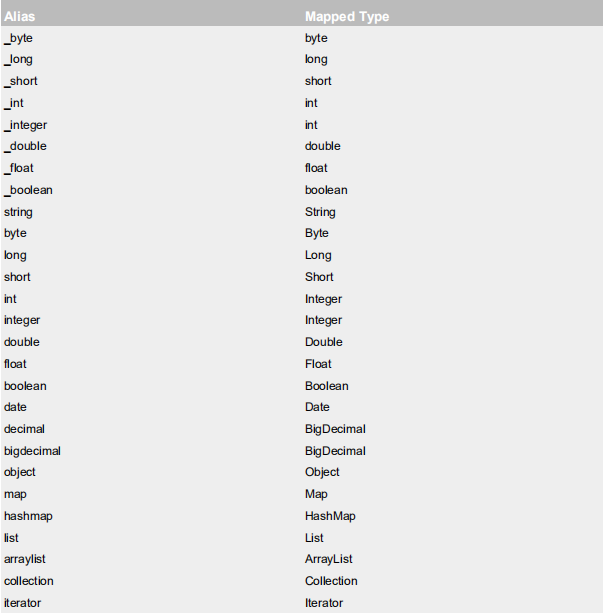 Alias Mapped Type
_byte byte
_long long
_short short
_int int
_integer int
_double double
_float float
_boolean boolean
string String
byte Byte
long Long
short Short
int Integer
integer Integer
double Double
float Float
boolean Boolean
date Date
decimal BigDecimal
bigdecimal BigDecimal
object Object
map Map
hashmap HashMap
list List
arraylist ArrayList
collection Collection
iterator Iterator